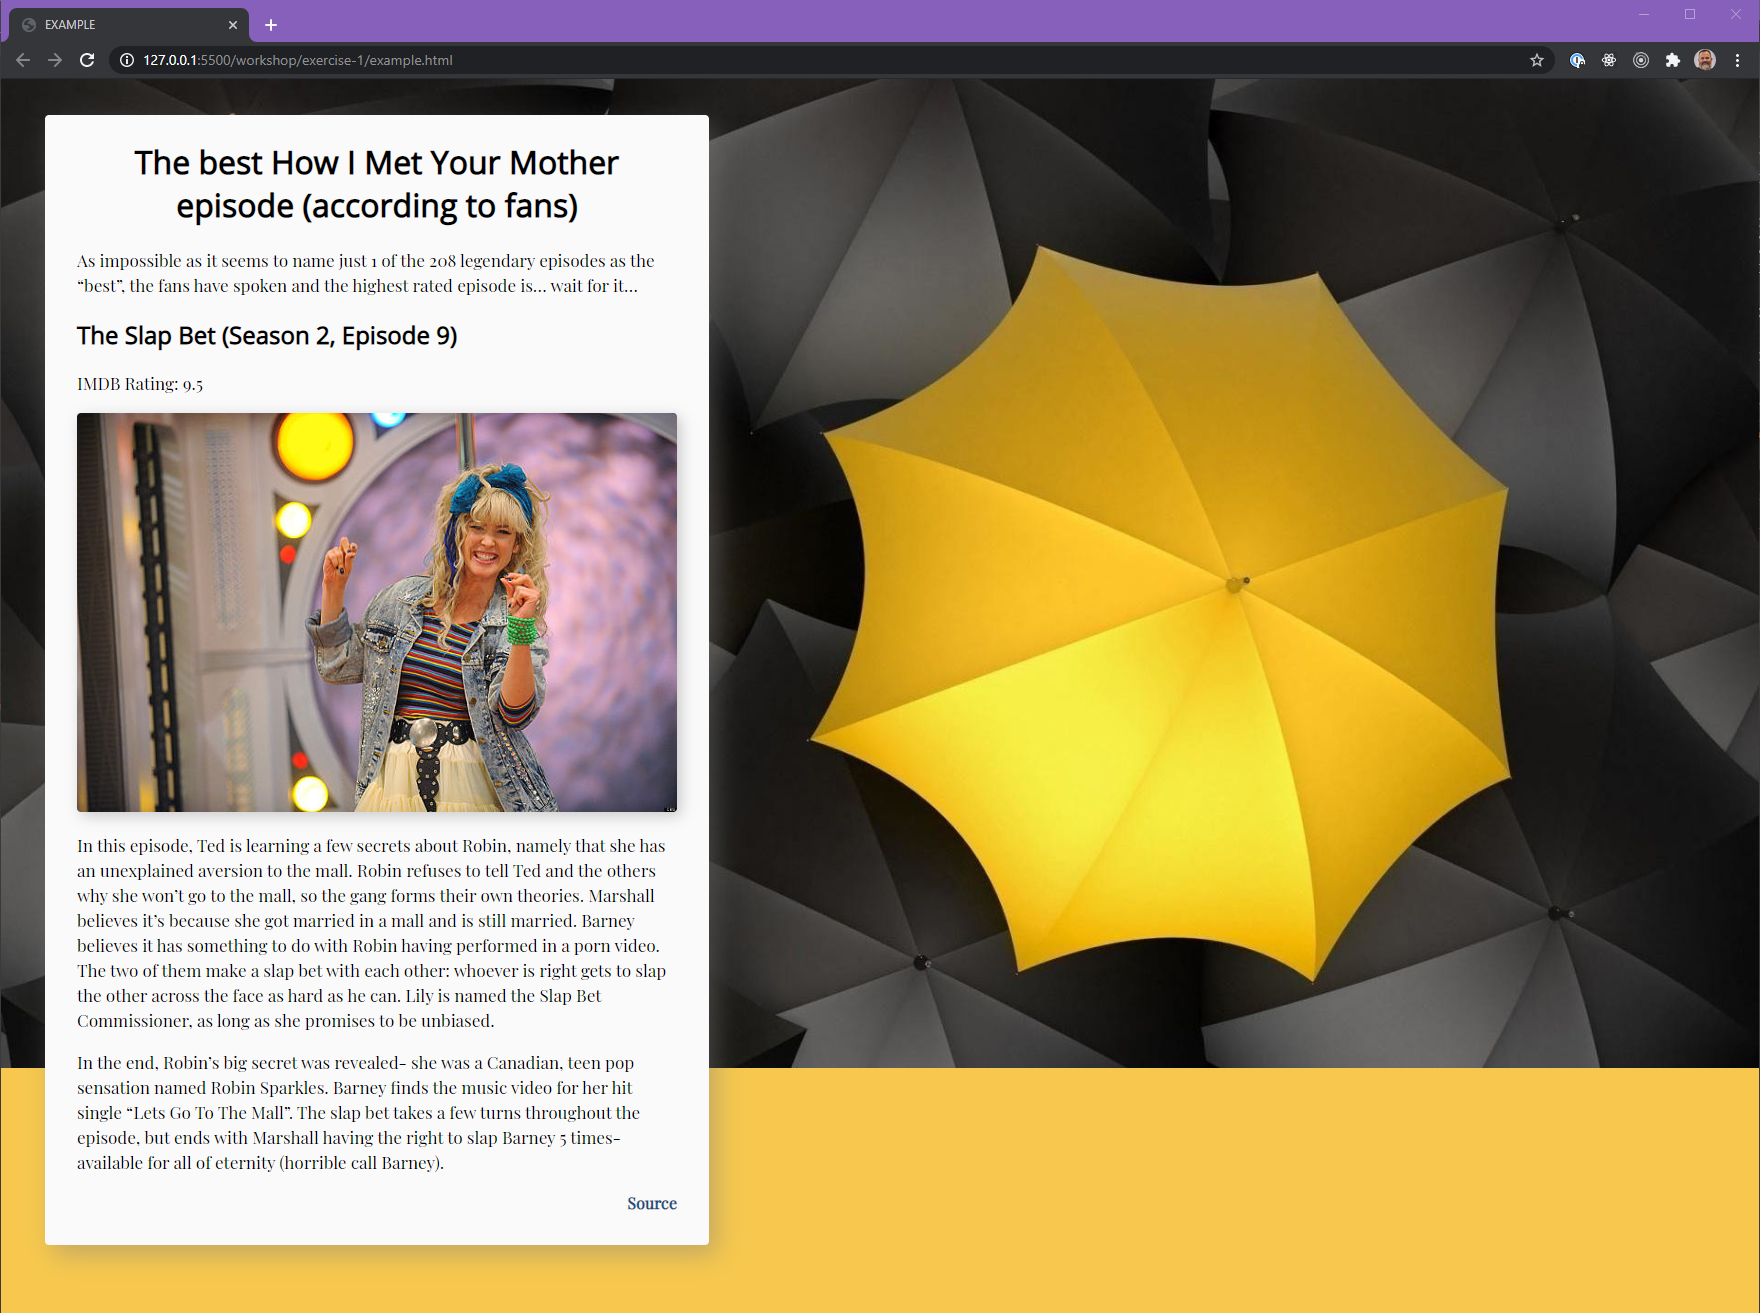 EXAMPLE
127.0.0.1:5500/workshop/exercise-1/example.html
The best How I Met Your Mother
episode (according to fans)
As impossible as it seems to name just 1 of the 208 legendary episodes as the
“best”, the fans have spoken and the highest rated episode is... wait for it...
The Slap Bet (Season 2, Episode 9)
IMDB Rating: 9.5
In this episode, Ted is learning a few secrets about Robin, namely that she has
an unexplained aversion to the mall. Robin refuses to tell Ted and the others
why she won’t go to the mall, so the gang forms their own theories. Marshall
believes it’s because she got married in a mall and is still married. Barney
believes it has something to do with Robin having performed in a porn video.
The two of them make a slap bet with each other: whoever is right gets to slap
the other across the face as hard as he can. Lily is named the Slap Bet
Commissioner, as long as she promises to be unbiased.
In the end, Robin’s big secret was revealed- she was a Canadian, teen pop
sensation named Robin Sparkles. Barney finds the music video for her hit
single “Lets Go To The Mall”. The slap bet takes a few turns throughout the
episode, but ends with Marshall having the right to slap Barney 5 times-
available for all of eternity (horrible call Barney).
Source